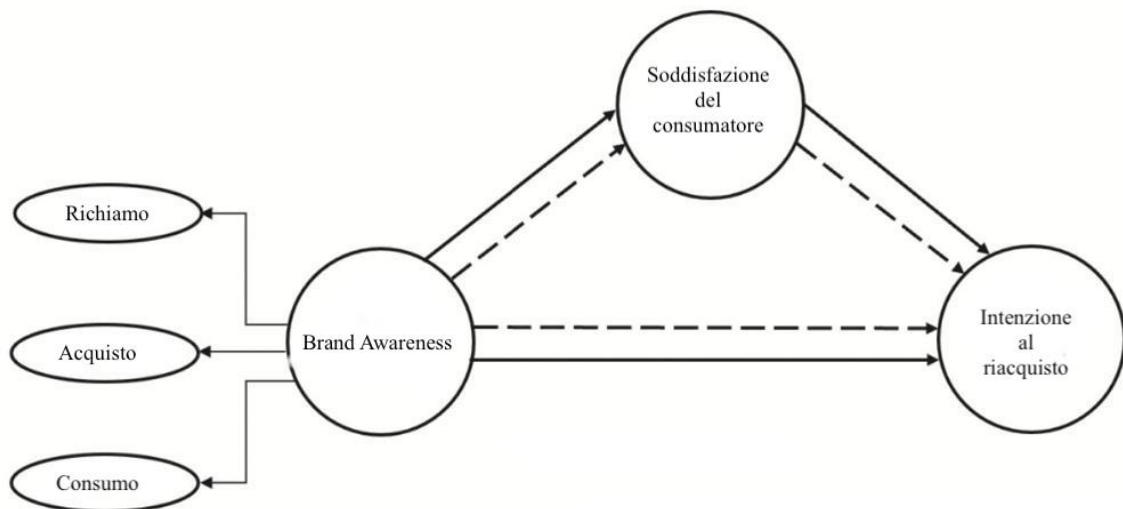 Soddisfazione
del
consumatore
Richiamo
Acquisto
Consumo
Brand Awareness
Intenzione
al
riacquisto